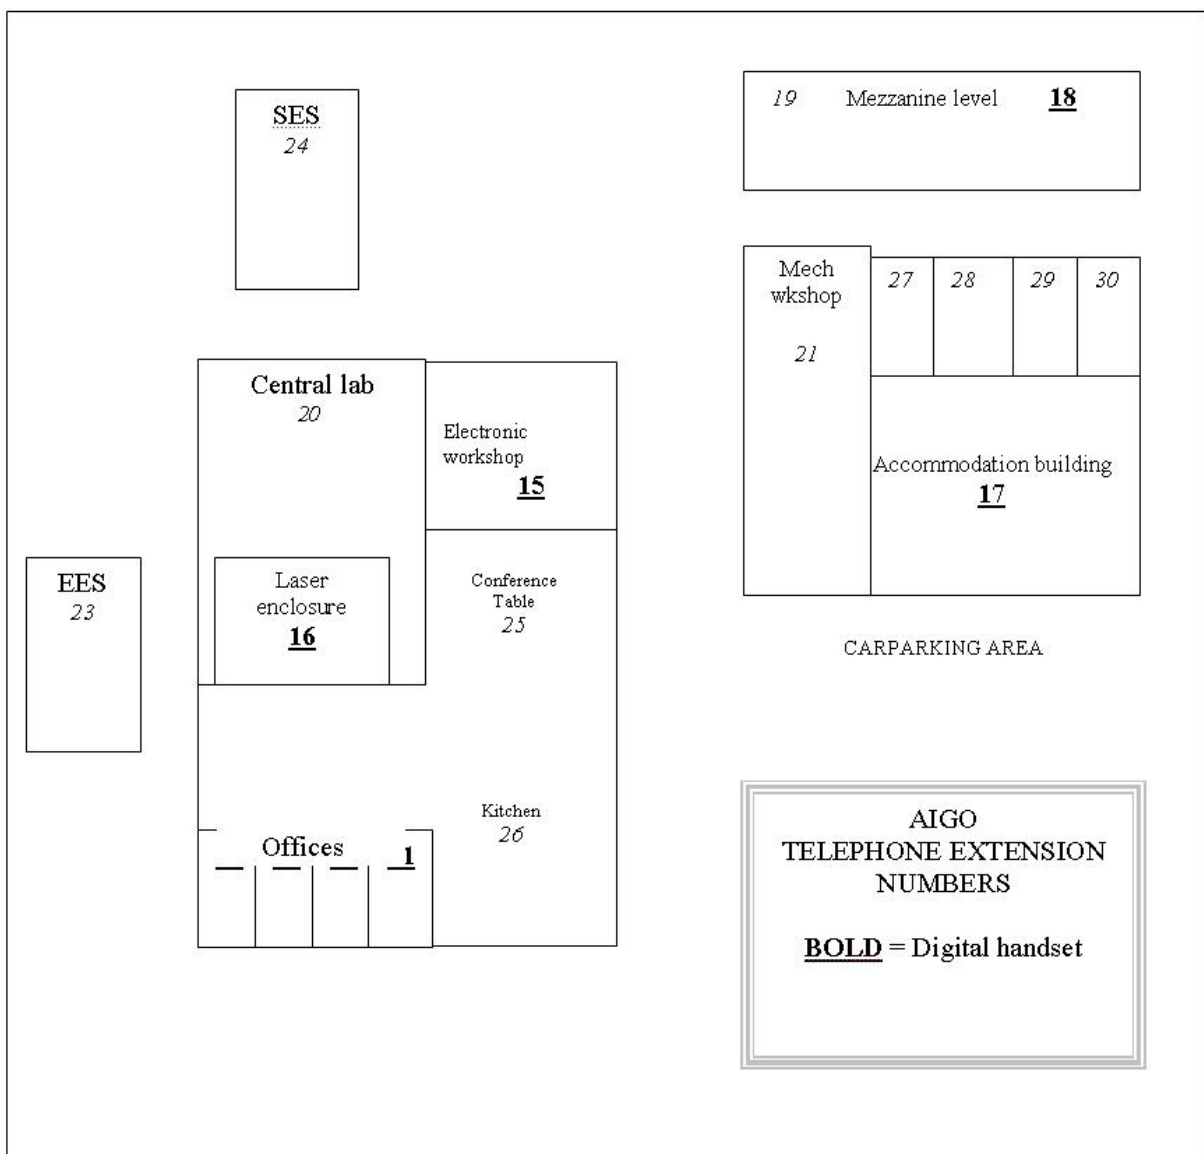 SES
24
19 Mezzanine level 18
Mech
wkshop
21
27 28 29 30
Accommodation building
17
CARPARKING AREA
Central lab
20
Electronic
workshop
15
EES
23
Laser
enclosure
16
Conference
Table
25
Kitchen
26
Offices 1
AIGO
TELEPHONE EXTENSION
NUMBERS
BOLD = Digital handset